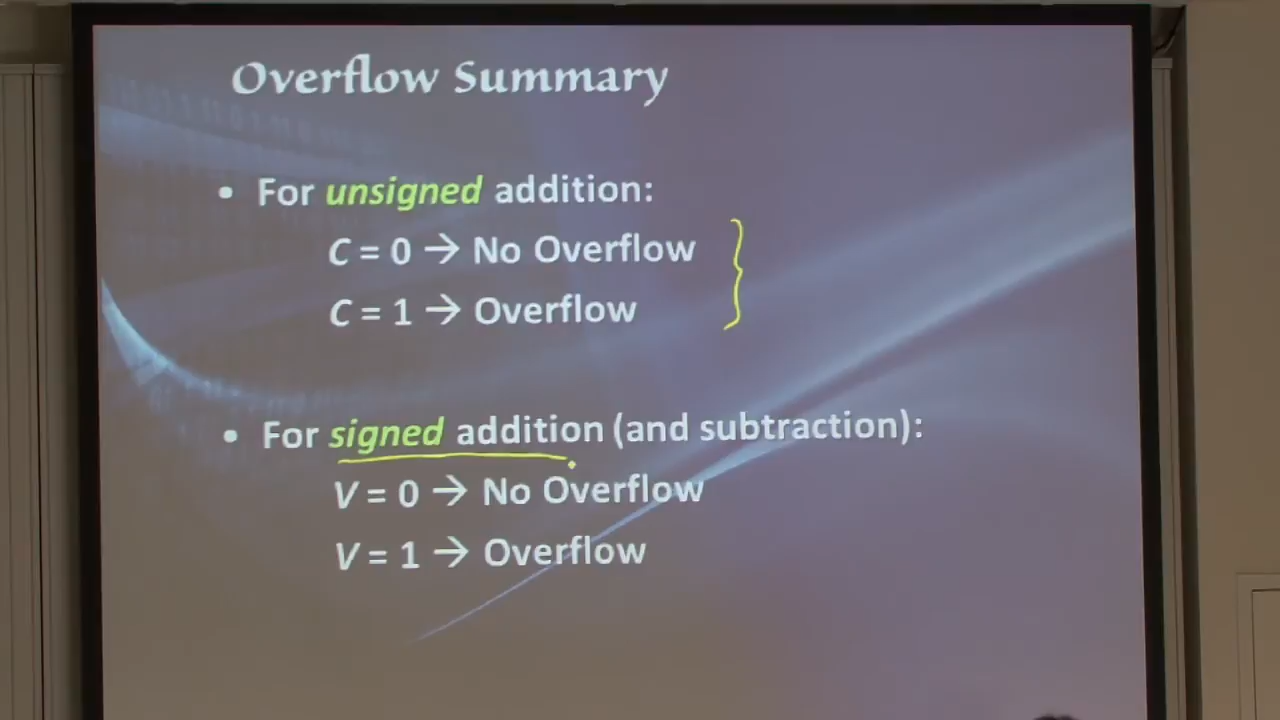 Overflow Summary
• For unsigned addition:
C = 0 → No Overflow
C = 1 → Overflow
• For signed addition (and subtraction):
V = 0 → No Overflow
V = 1 → Overflow